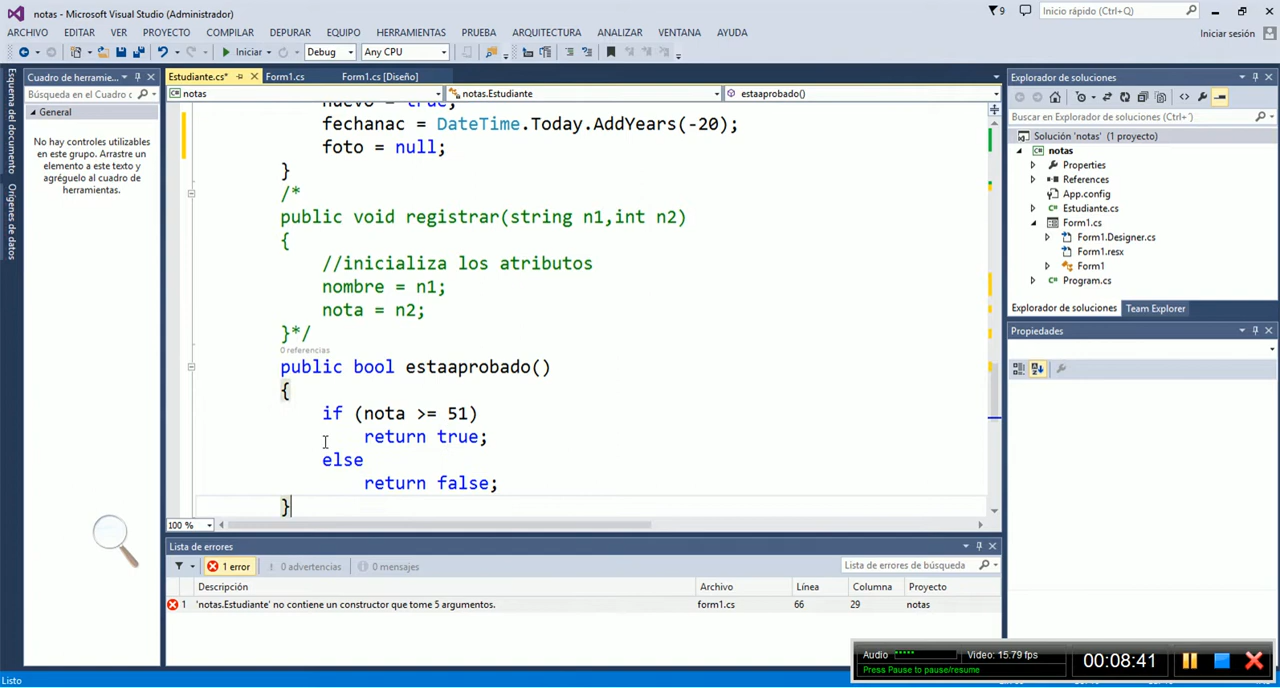 notas - Microsoft Visual Studio (Administrador)
9
Inicio rápido (Ctrl+Q)
ARCHIVO EDITAR VER PROYECTO COMPILAR DEPURAR EQUIPO HERRAMIENTAS PRUEBA ARQUITECTURA ANALIZAR VENTANA AYUDA
Iniciar sesión
Iniciar Debug Any CPU
Esquema del documento
Orígenes de datos
Cuadro de herramie...
Búsqueda en el Cuadro c
General
No hay controles utilizables
en este grupo. Arrastre un
elemento a este texto y
agréguelo al cuadro de
herramientas.
Estudiante.cs* Form1.cs Form1.cs [Diseño]
notas notas.Estudiante estaaprobado()
nuevo = true;
fechanac = DateTime.Today.AddYears(-20);
foto = null;
}
/*
public void registrar(string n1,int n2)
{
//inicializa los atributos
nombre = n1;
nota = n2;
}*/
0 referencias
public bool estaaprobado()
{
if (nota >= 51)
return true;
else
return false;
}
100 %
Explorador de soluciones
Buscar en Explorador de soluciones (Ctrl+')
Solución 'notas' (1 proyecto)
notas
Properties
References
App.config
Estudiante.cs
Form1.cs
Form1.Designer.cs
Form1.resx
Form1
Program.cs
Explorador de soluciones Team Explorer
Propiedades
Lista de errores
1 error 0 advertencias 0 mensajes
Lista de errores de búsqueda
Descripción Archivo Línea Columna Proyecto
1 'notas.Estudiante' no contiene un constructor que tome 5 argumentos. form1.cs 66 29 notas
Audio Video: 15.79 fps
Press Pause to pause/resume
00:08:41
Listo